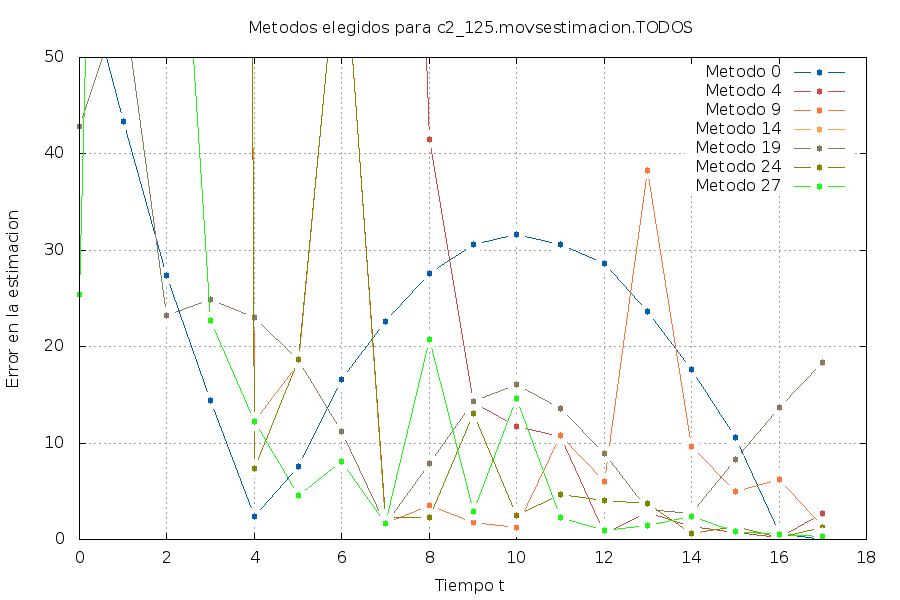 Metodos elegidos para c2_125.movsestimacion.TODOS
50
40
30
20
10
0
Error en la estimacion
Metodo 0
Metodo 4
Metodo 9
Metodo 14
Metodo 19
Metodo 24
Metodo 27
0 2 4 6 8 10 12 14 16 18
Tiempo t